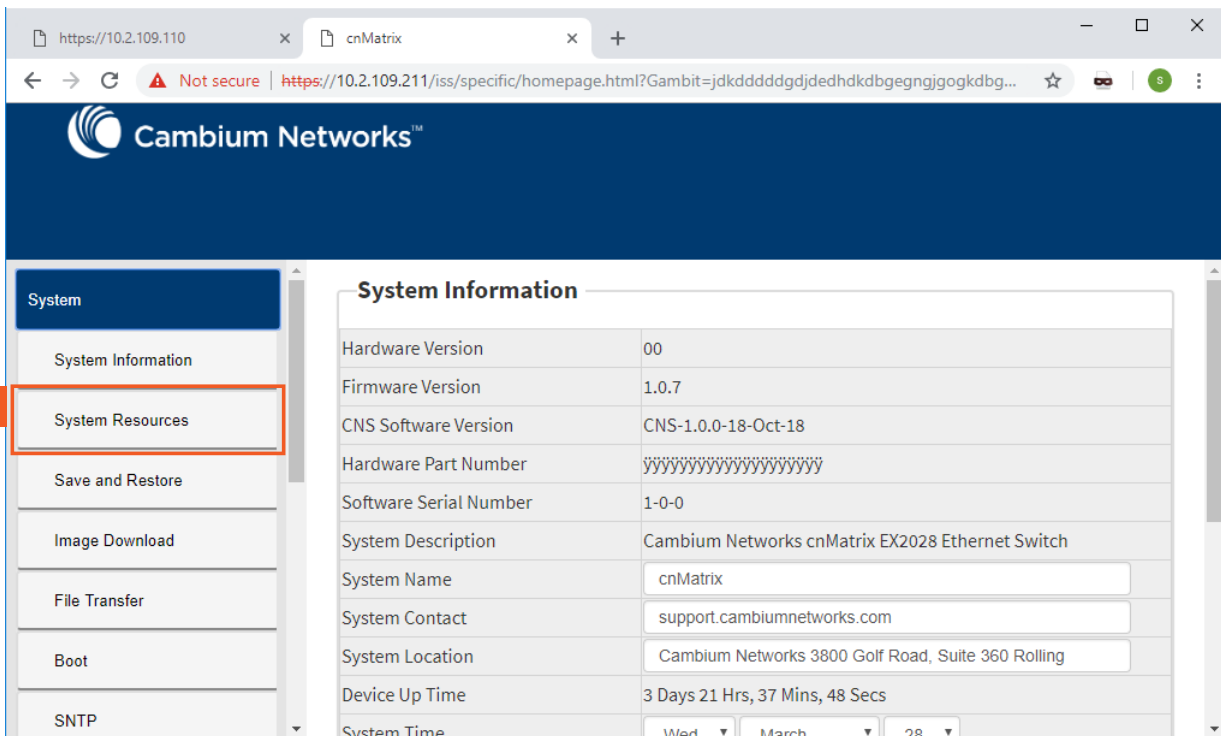 https://10.2.109.110
cnMatrix
Not secure | https://10.2.109.211/iss/specific/homepage.html?Gambit=jdkdddddgdjdedhdkdbgegngjgogkdbg...
S
Cambium Networks™
System
System Information
System Resources
Save and Restore
Image Download
File Transfer
Boot
SNTP
System Information
Hardware Version 00
Firmware Version 1.0.7
CNS Software Version CNS-1.0.0-18-Oct-18
Hardware Part Number ÿÿÿÿÿÿÿÿÿÿÿÿÿÿÿÿÿÿÿÿ
Software Serial Number 1-0-0
System Description Cambium Networks cnMatrix EX2028 Ethernet Switch
System Name cnMatrix
System Contact support.cambiumnetworks.com
System Location Cambium Networks 3800 Golf Road, Suite 360 Rolling
Device Up Time 3 Days 21 Hrs, 37 Mins, 48 Secs
System Time Wed March 28